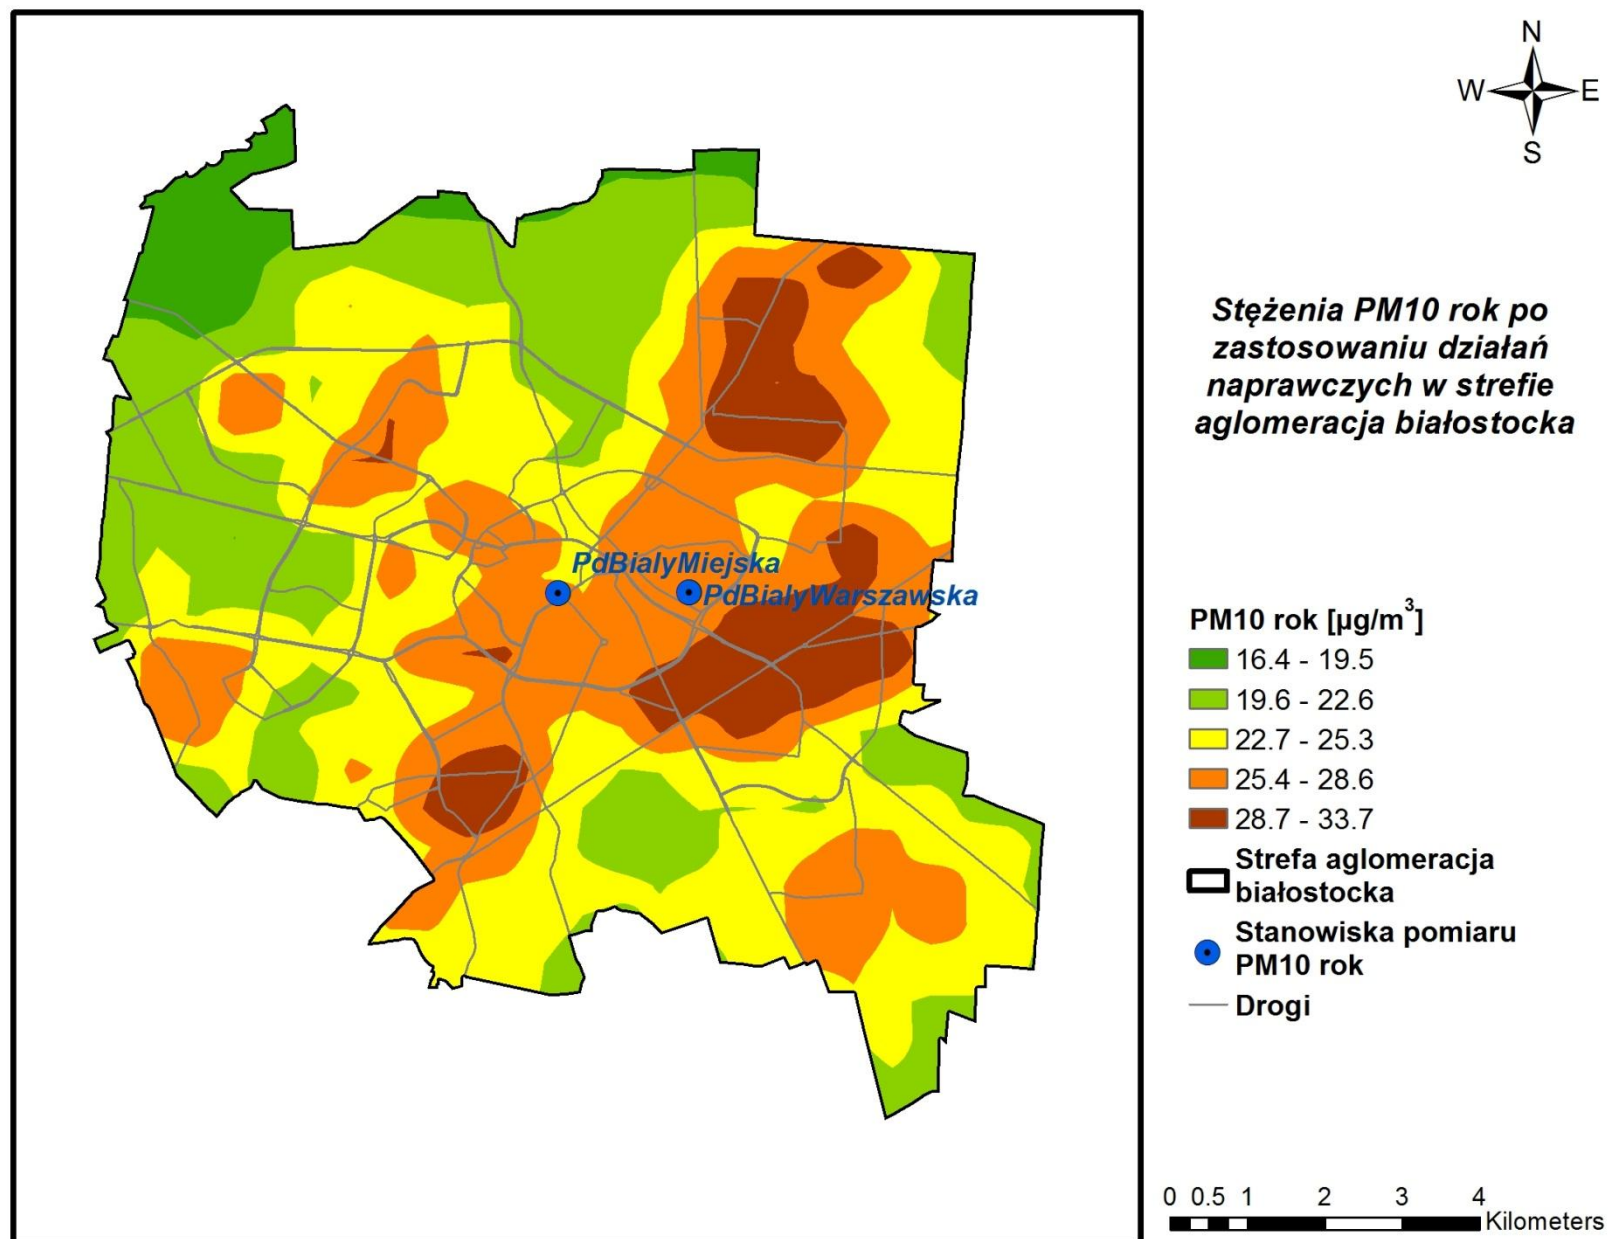 N
W E
S
Stężenia PM10 rok po
zastosowaniu działań
naprawczych w strefie
aglomeracja białostocka
PdBialyMiejska
PdBialyWarszawska
PM10 rok [µg/m³]
16.4 - 19.5
19.6 - 22.6
22.7 - 25.3
25.4 - 28.6
28.7 - 33.7
Strefa aglomeracja
białostocka
Stanowiska pomiaru
PM10 rok
Drogi
0 0.5 1 2 3 4
Kilometers